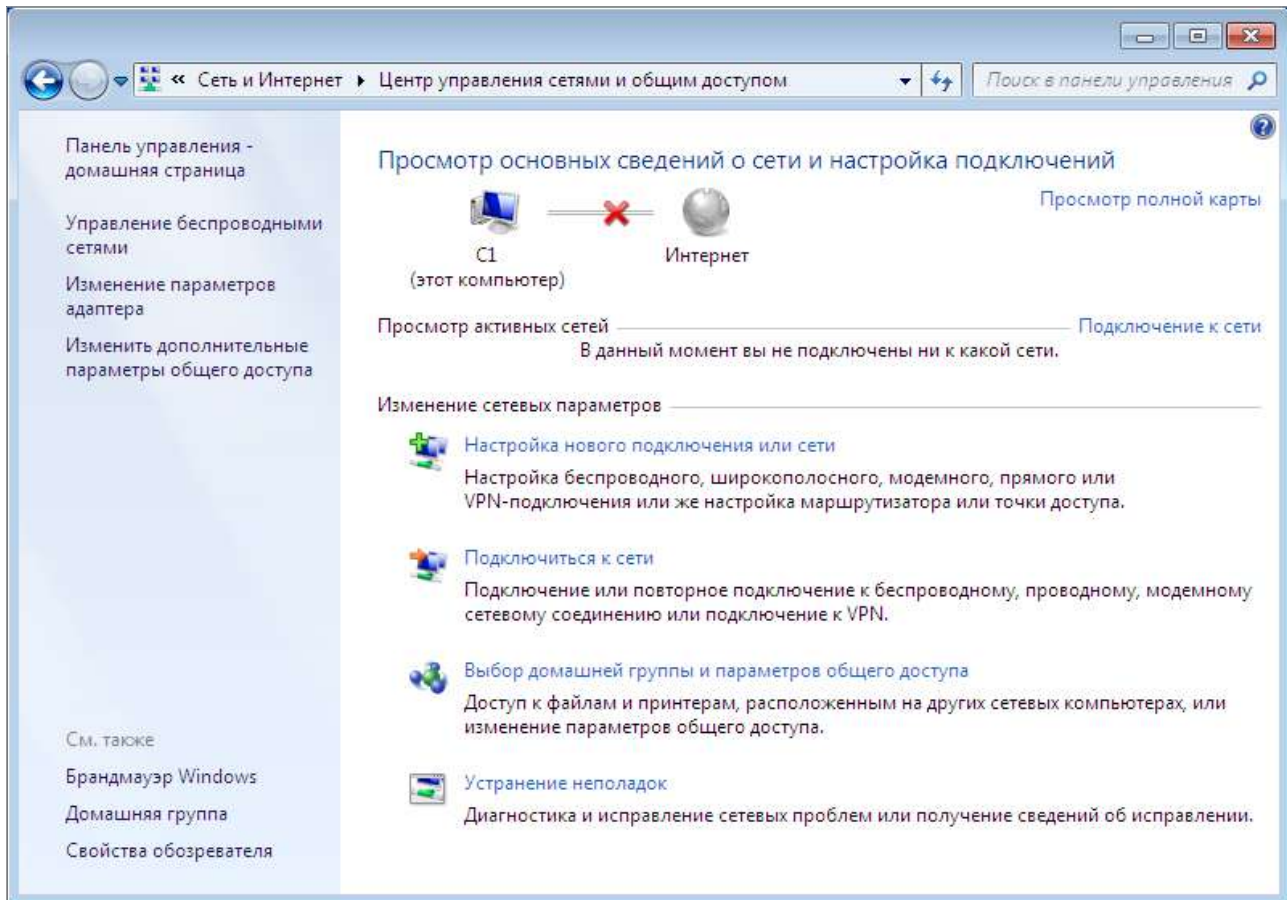 « Сеть и Интернет ▸ Центр управления сетями и общим доступом
Поиск в панели управления
Панель управления -
домашняя страница
Управление беспроводными
сетями
Изменение параметров
адаптера
Изменить дополнительные
параметры общего доступа
См. также
Брандмауэр Windows
Домашняя группа
Свойства обозревателя
Просмотр основных сведений о сети и настройка подключений
Просмотр полной карты
C1
(этот компьютер)
Интернет
Просмотр активных сетей
Подключение к сети
В данный момент вы не подключены ни к какой сети.
Изменение сетевых параметров
Настройка нового подключения или сети
Настройка беспроводного, широкополосного, модемного, прямого или
VPN-подключения или же настройка маршрутизатора или точки доступа.
Подключиться к сети
Подключение или повторное подключение к беспроводному, проводному, модемному
сетевому соединению или подключение к VPN.
Выбор домашней группы и параметров общего доступа
Доступ к файлам и принтерам, расположенным на других сетевых компьютерах, или
изменение параметров общего доступа.
Устранение неполадок
Диагностика и исправление сетевых проблем или получение сведений об исправлении.